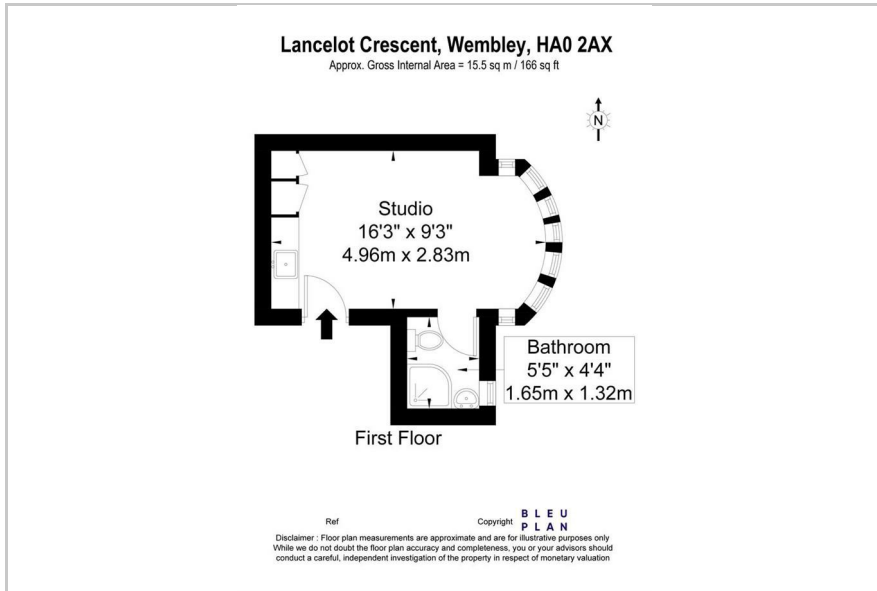 Lancelot Crescent, Wembley, HA0 2AX
Approx. Gross Internal Area = 15.5 sq m / 166 sq ft
N
Studio
16'3" x 9'3"
4.96m x 2.83m
Bathroom
5'5" x 4'4"
1.65m x 1.32m
First Floor
Ref
Copyright
BLEU
PLAN
Disclaimer : Floor plan measurements are approximate and are for illustrative purposes only
While we do not doubt the floor plan accuracy and completeness, you or your advisors should
conduct a careful, independent investigation of the property in respect of monetary valuation